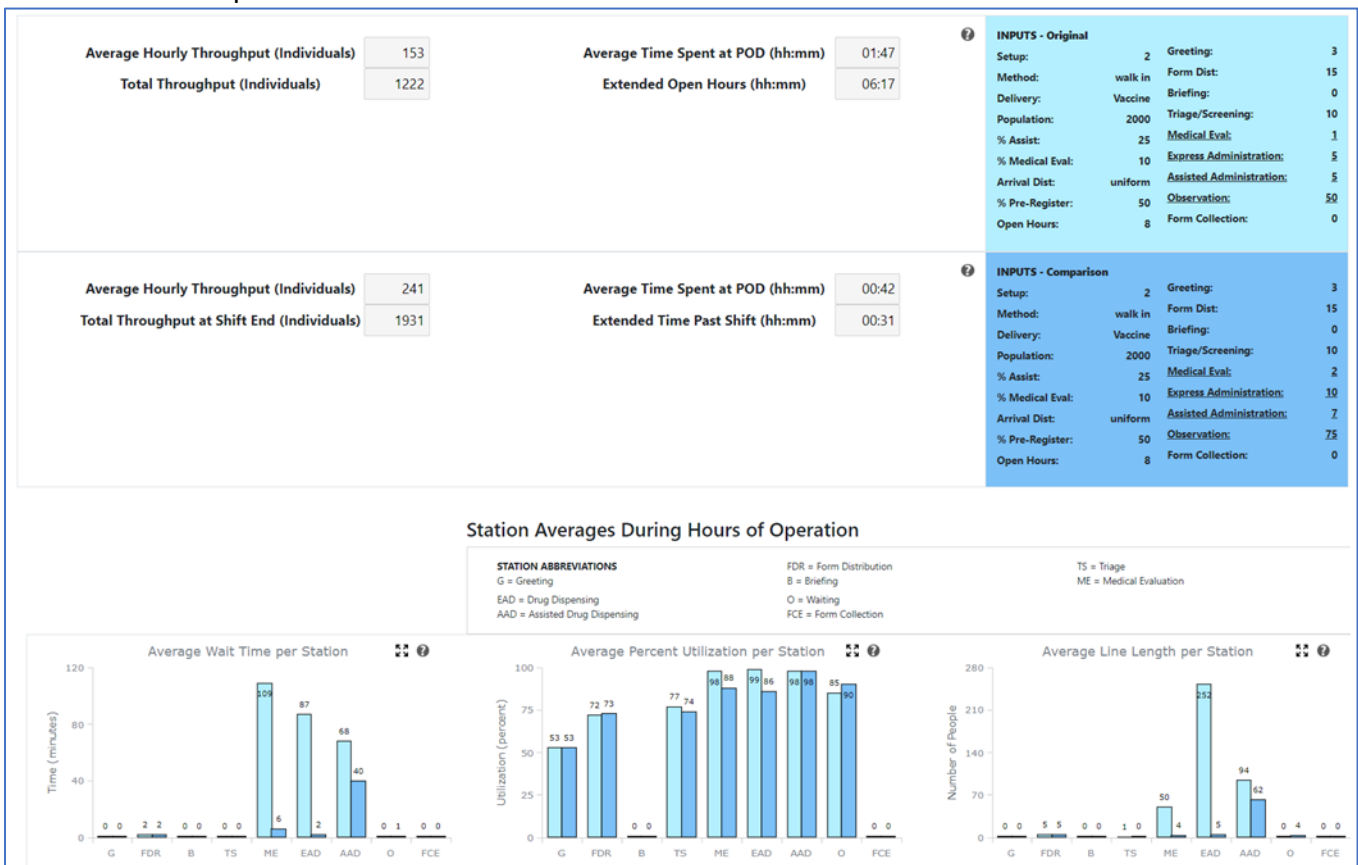 Average Hourly Throughput (Individuals) 153 Average Time Spent at POD (hh:mm) 01:47
Total Throughput (Individuals) 1222 Extended Open Hours (hh:mm) 06:17
INPUTS - Original
Setup: 2 Greeting: 3
Method: walk in Form Dist: 15
Delivery: Vaccine Briefing: 0
Population: 2000 Triage/Screening: 10
% Assist: 25 Medical Eval: 1
% Medical Eval: 10 Express Administration: 5
Arrival Dist: uniform Assisted Administration: 5
% Pre-Register: 50 Observation: 50
Open Hours: 8 Form Collection: 0
Average Hourly Throughput (Individuals) 241 Average Time Spent at POD (hh:mm) 00:42
Total Throughput at Shift End (Individuals) 1931 Extended Time Past Shift (hh:mm) 00:31
INPUTS - Comparison
Setup: 2 Greeting: 3
Method: walk in Form Dist: 15
Delivery: Vaccine Briefing: 0
Population: 2000 Triage/Screening: 10
% Assist: 25 Medical Eval: 2
% Medical Eval: 10 Express Administration: 10
Arrival Dist: uniform Assisted Administration: 7
% Pre-Register: 50 Observation: 75
Open Hours: 8 Form Collection: 0
Station Averages During Hours of Operation
STATION ABBREVIATIONS FDR = Form Distribution TS = Triage
G = Greeting B = Briefing ME = Medical Evaluation
EAD = Drug Dispensing O = Waiting
AAD = Assisted Drug Dispensing FCE = Form Collection
Average Wait Time per Station
Time (minutes)
120
80
40
0
0 0 2 2 0 0 0 0 109 6 87 2 68 40 0 1 0 0
G FDR B TS ME EAD AAD O FCE
Average Percent Utilization per Station
Utilization (percent)
100
75
50
25
0
53 53 72 73 0 0 77 74 98 88 99 86 98 98 85 90 0 0
G FDR B TS ME EAD AAD O FCE
Average Line Length per Station
Number of People
280
210
140
70
0
0 0 5 5 0 0 1 0 50 4 252 5 94 62 0 4 0 0
G FDR B TS ME EAD AAD O FCE